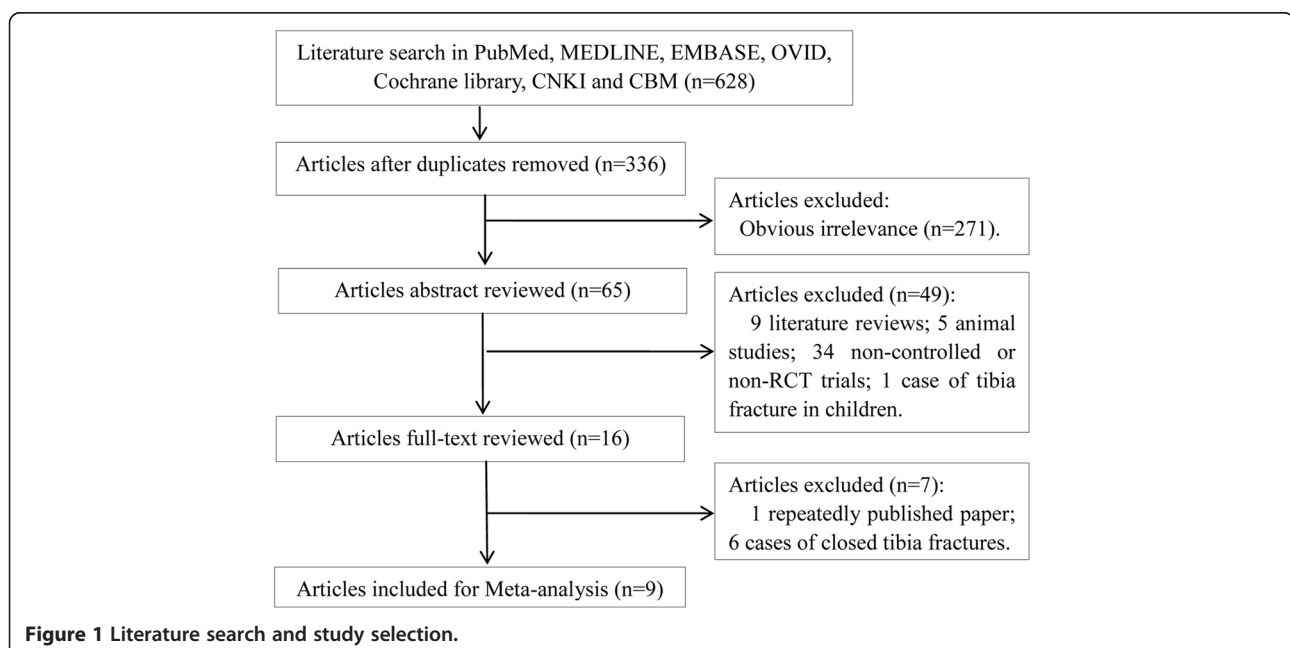 Literature search in PubMed, MEDLINE, EMBASE, OVID,
Cochrane library, CNKI and CBM (n=628)
Articles after duplicates removed (n=336)
Articles excluded:
Obvious irrelevance (n=271).
Articles abstract reviewed (n=65)
Articles excluded (n=49):
9 literature reviews; 5 animal
studies; 34 non-controlled or
non-RCT trials; 1 case of tibia
fracture in children.
Articles full-text reviewed (n=16)
Articles excluded (n=7):
1 repeatedly published paper;
6 cases of closed tibia fractures.
Articles included for Meta-analysis (n=9)
Figure 1 Literature search and study selection.